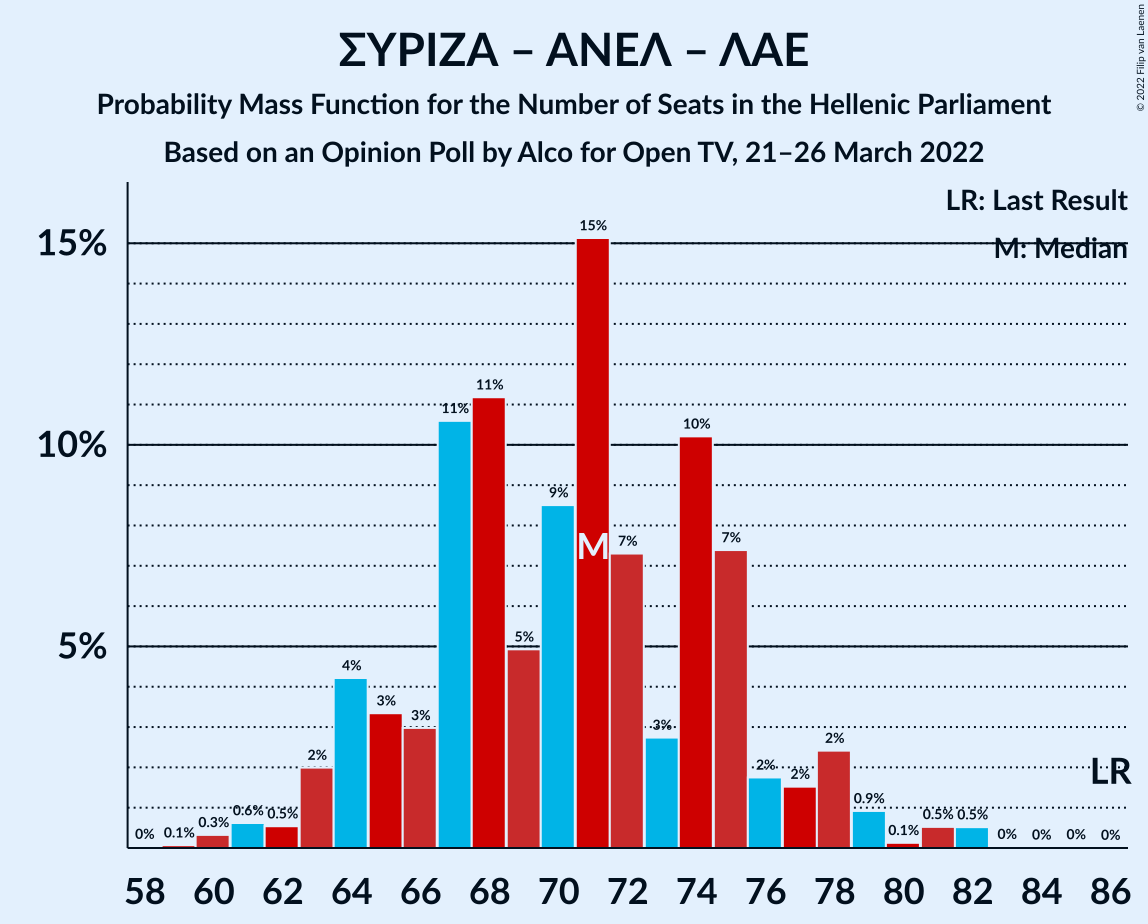 ΣΥΡΙΖΑ – ΑΝΕΛ – ΛΑΕ
Probability Mass Function for the Number of Seats in the Hellenic Parliament
Based on an Opinion Poll by Alco for Open TV, 21–26 March 2022
© 2022 Filip van Laenen
LR: Last Result
M: Median
15%
10%
5%
0% 0.1% 0.3% 0.6% 0.5% 2% 4% 3% 3% 11% 11% 5% 9% 15% 7% 3% 10% 7% 2% 2% 2% 0.9% 0.1% 0.5% 0.5% 0% 0% 0% 0%
M
LR
58 60 62 64 66 68 70 72 74 76 78 80 82 84 86